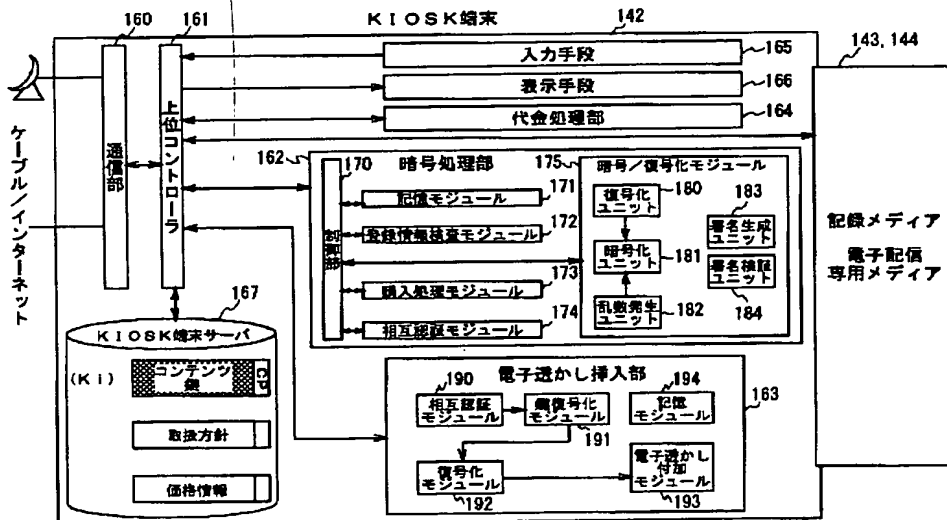 KIOSK端末
160
161
142
143, 144
入力手段
165
表示手段
166
代金処理部
164
ケーブル/インターネット
通信部
上位コントローラ
162
170
暗号処理部
175
暗号/復号化モジュール
制御部
記憶モジュール
171
登録情報検査モジュール
172
購入処理モジュール
173
相互認証モジュール
174
復号化
ユニット
180
暗号化
ユニット
181
乱数発生
ユニット
182
183
署名生成
ユニット
署名検証
ユニット
184
記録メディア
電子配信
専用メディア
167
KIOSK端末サーバ
(Ki)
コンテンツ
鍵
CP
取扱方針
価格情報
電子透かし挿入部
163
190
相互認証
モジュール
鍵復号化
モジュール
191
194
記憶
モジュール
復号化
モジュール
192
電子透かし
付加
モジュール
193